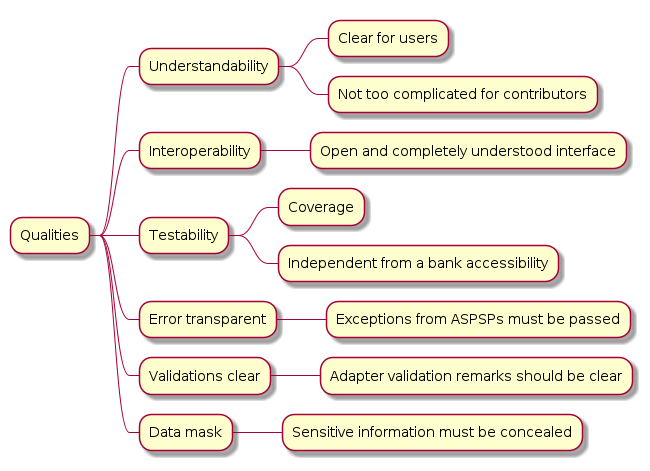 Qualities
Understandability
Clear for users
Not too complicated for contributors
Interoperability
Open and completely understood interface
Testability
Coverage
Independent from a bank accessibility
Error transparent
Exceptions from ASPSPs must be passed
Validations clear
Adapter validation remarks should be clear
Data mask
Sensitive information must be concealed